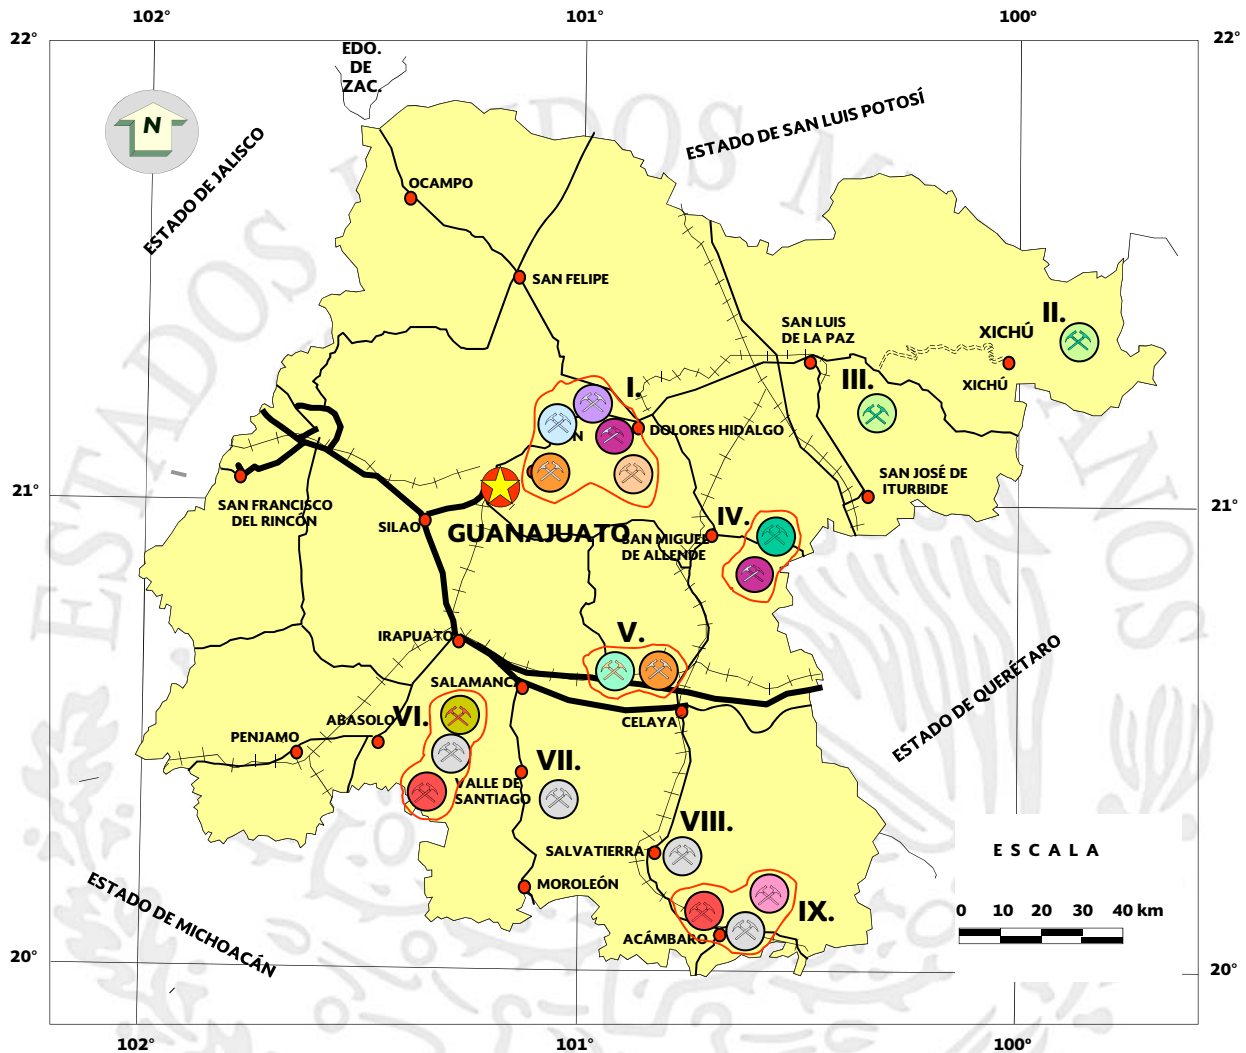 102°
101°
100°
22°
22°
EDO.
DE
ZAC.
N
ESTADO DE JALISCO
ESTADO DE SAN LUIS POTOSÍ
OCAMPO
SAN FELIPE
SAN LUIS
DE LA PAZ
XICHÚ
II.
XICHÚ
III.
I.
DOLORES HIDALGO
N
SAN JOSÉ DE
ITURBIDE
21°
21°
SAN FRANCISCO
DEL RINCÓN
SILAO
GUANAJUATO
IV.
SAN MIGUEL
DE ALLENDE
IRAPUATO
V.
SALAMANCA
ABASOLO
VI.
CELAYA
PENJAMO
ESTADO DE QUERÉTARO
VII.
VALLE DE
SANTIAGO
VIII.
SALVATIERRA
MOROLEÓN
IX.
ACÁMBARO
ESTADO DE MICHOACÁN
ESCALA
0 10 20 30 40 km
20°
20°
102°
101°
100°
ESTADOS UNIDOS MEXICANOS